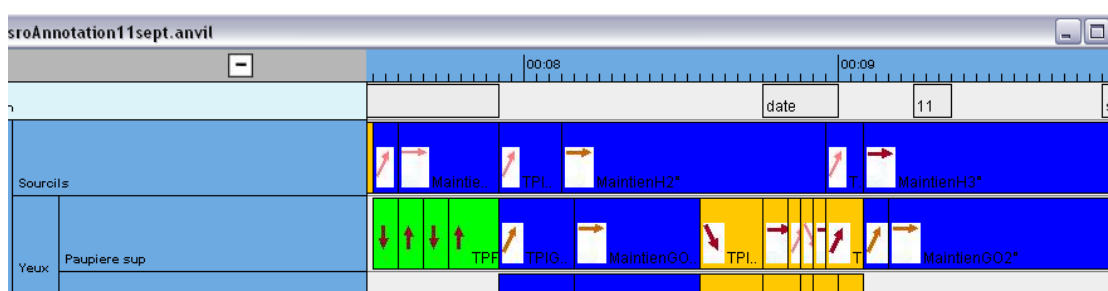 sroAnnotation11sept.anvil
00:08 00:09
date 11
Sourcils Maintie.. TPI.. MaintienH2" T. MaintienH3"
Yeux Paupiere sup TPF TPIG.. MaintienGO.. TPI.. T MaintienGO2"